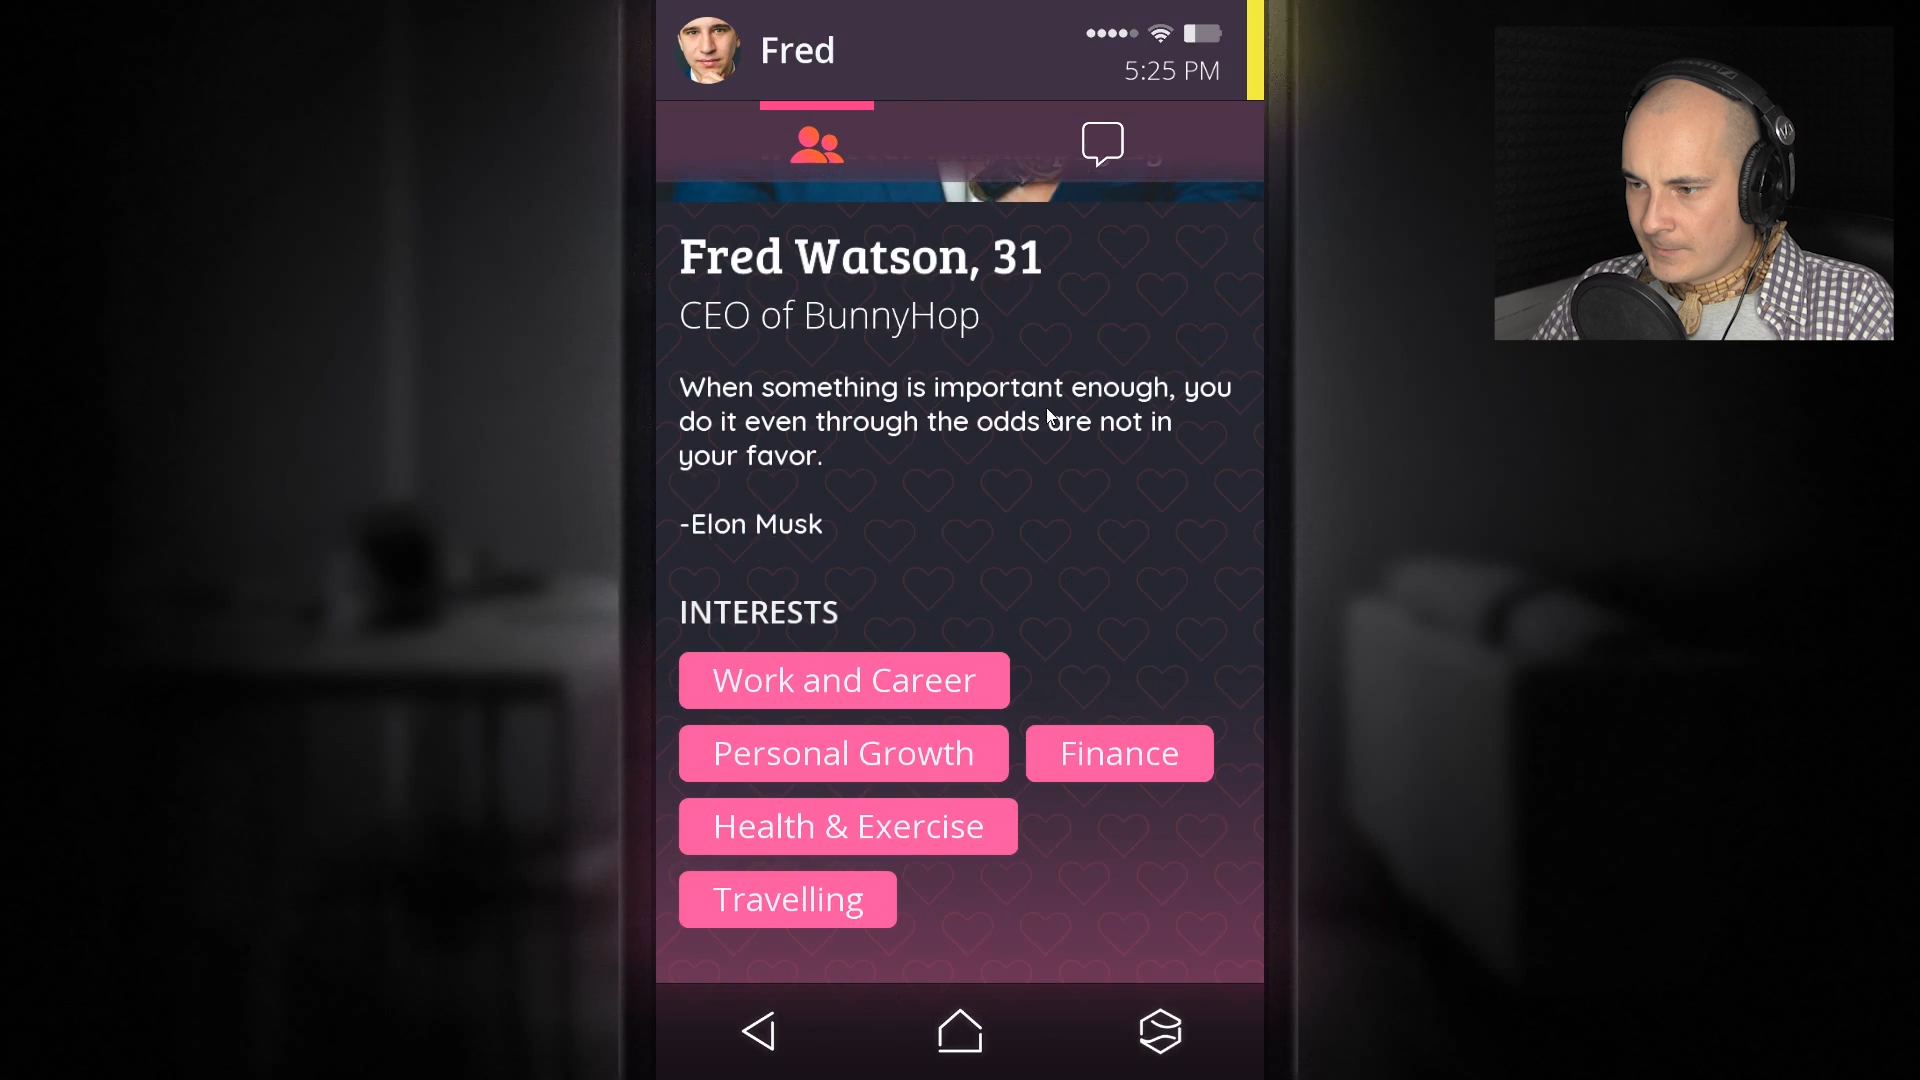 Fred
5:25 PM
Fred Watson, 31
CEO of BunnyHop
When something is important enough, you
do it even through the odds are not in
your favor.
-Elon Musk
INTERESTS
Work and Career
Personal Growth
Finance
Health & Exercise
Travelling